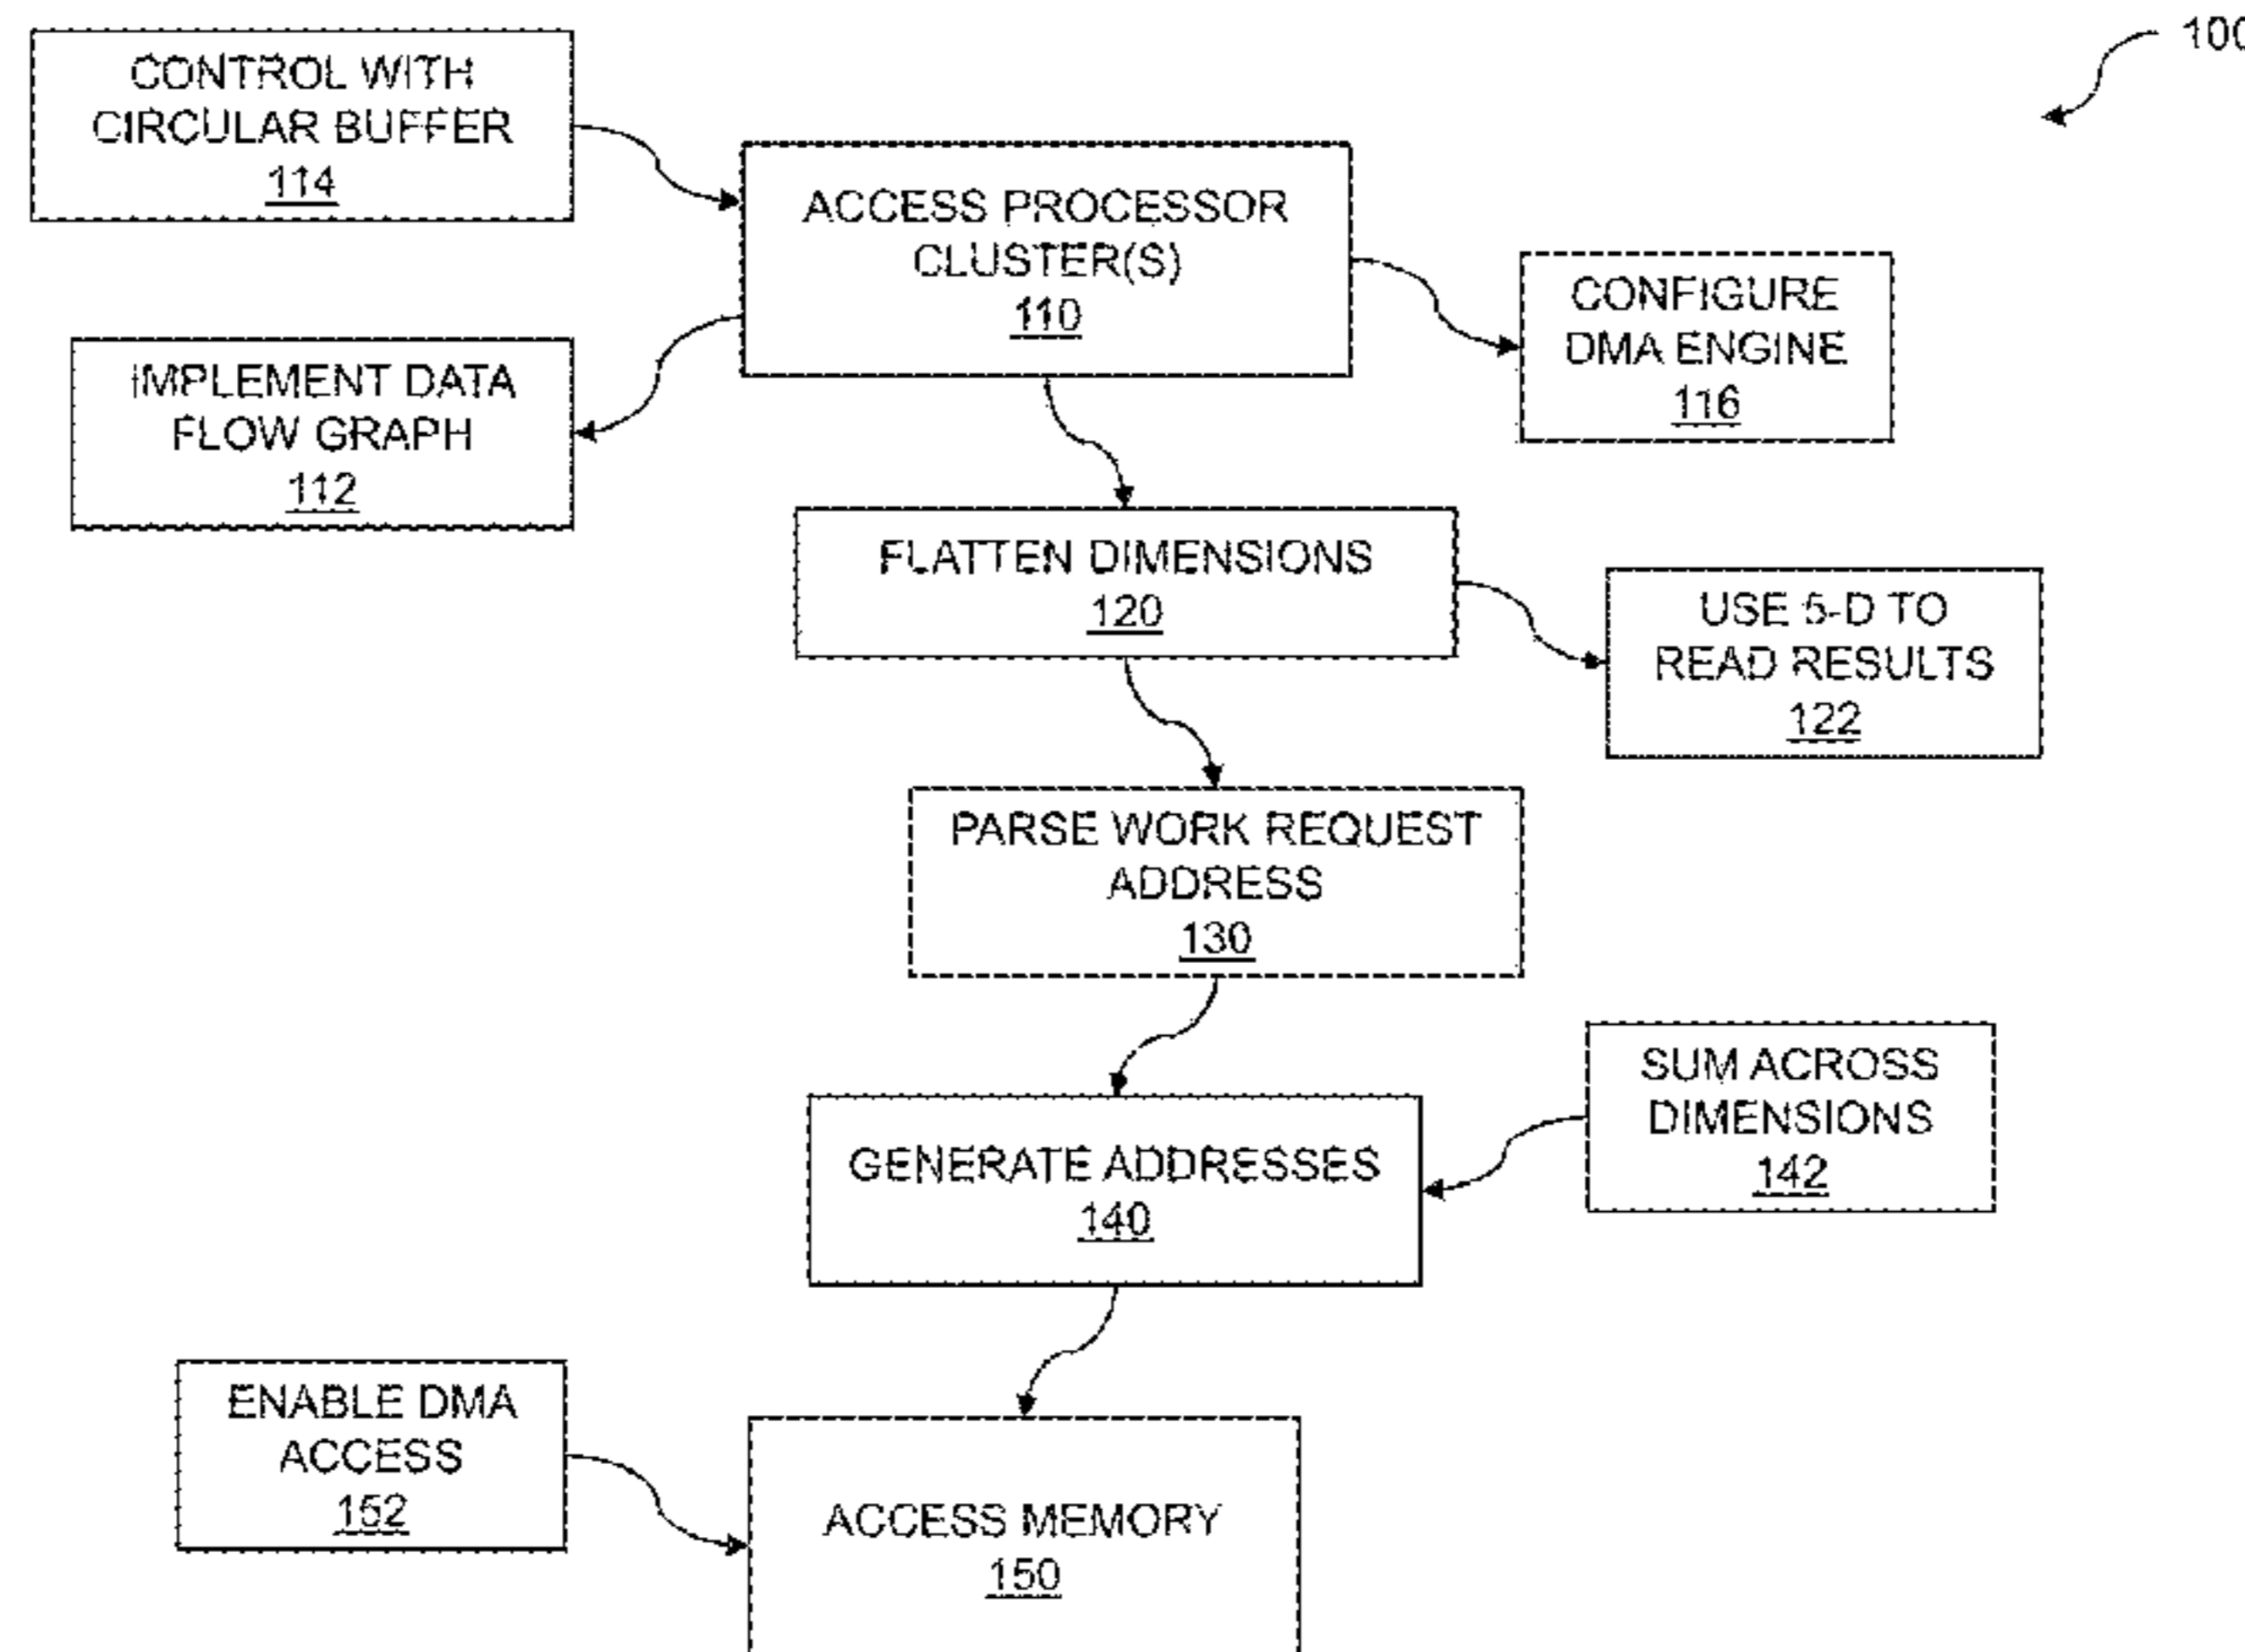 100
CONTROL WITH
CIRCULAR BUFFER
114
ACCESS PROCESSOR
CLUSTER(S)
110
CONFIGURE
DMA ENGINE
116
IMPLEMENT DATA
FLOW GRAPH
112
FLATTEN DIMENSIONS
120
USE 5-D TO
READ RESULTS
122
PARSE WORK REQUEST
ADDRESS
130
SUM ACROSS
DIMENSIONS
142
GENERATE ADDRESSES
140
ENABLE DMA
ACCESS
152
ACCESS MEMORY
150